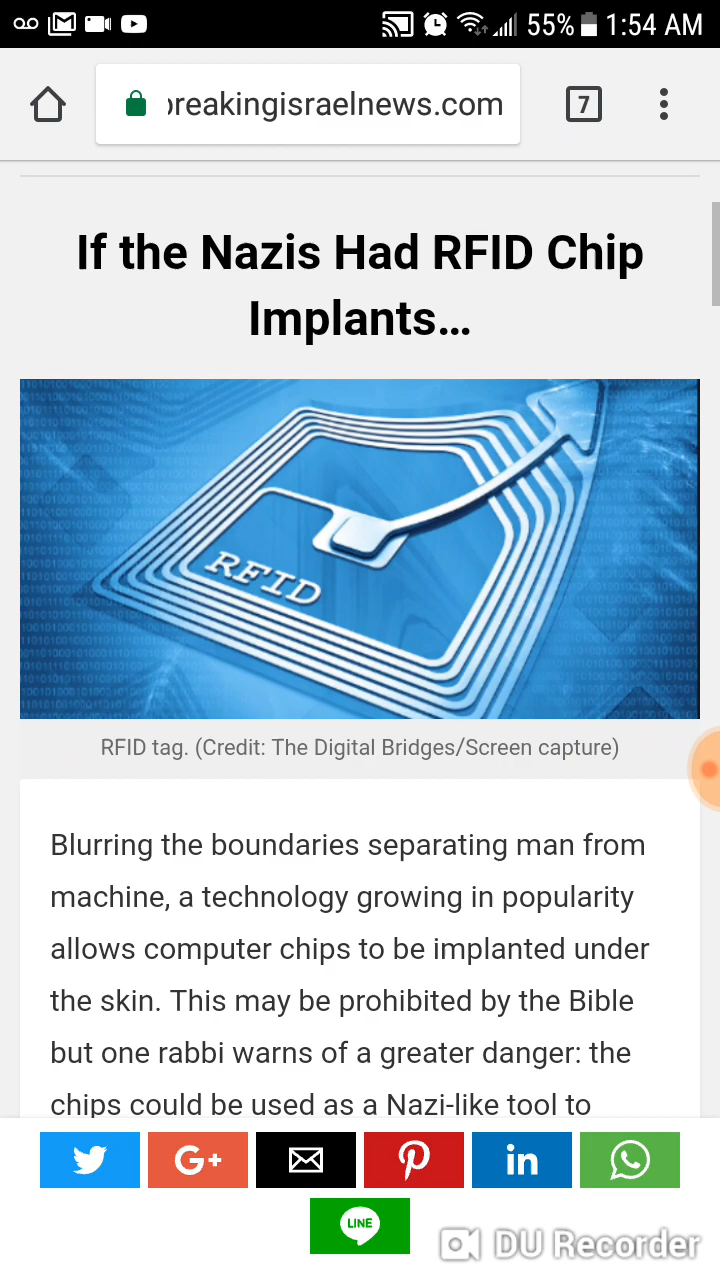 55% 1:54 AM
breakingisraelnews.com
7
If the Nazis Had RFID Chip
Implants...
RFID
RFID tag. (Credit: The Digital Bridges/Screen capture)
Blurring the boundaries separating man from
machine, a technology growing in popularity
allows computer chips to be implanted under
the skin. This may be prohibited by the Bible
but one rabbi warns of a greater danger: the
chips could be used as a Nazi-like tool to
G+
in
LINE
DU Recorder